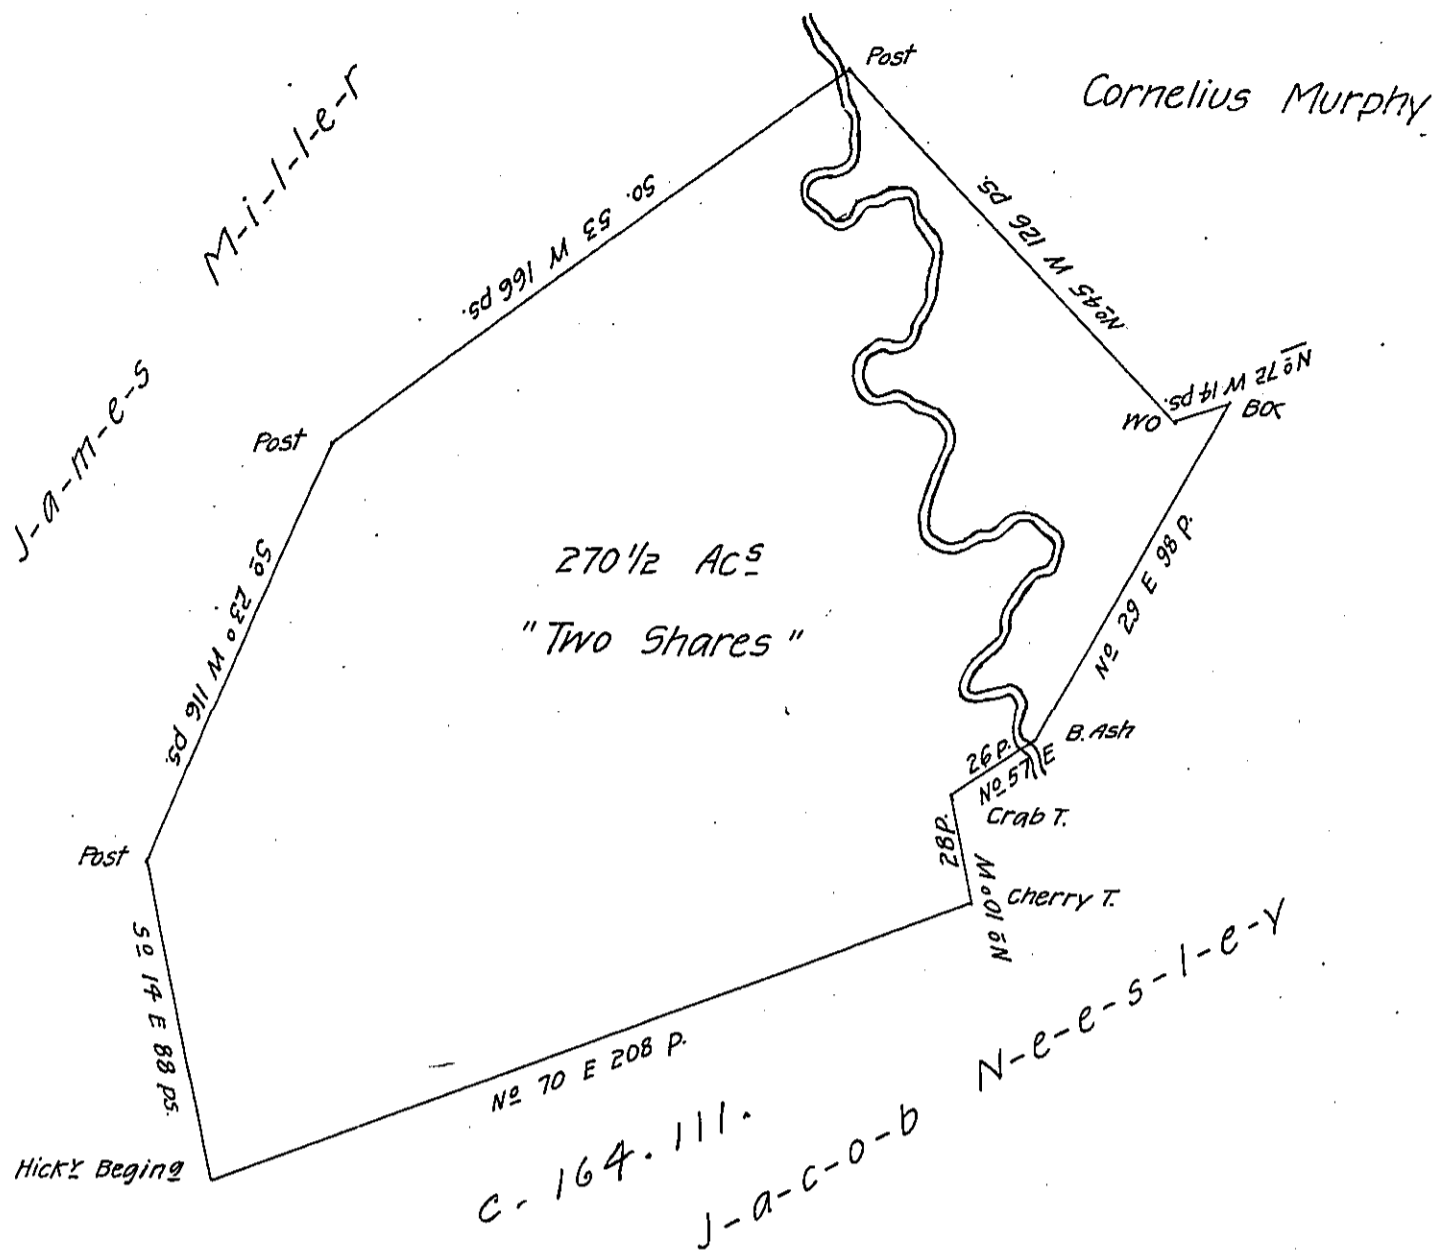 Post
Cornelius Murphy
J-a-m-e-s M-i-l-l-e-r
So. 53 W 166 ps.
No 45 W 126 ps.
No 72 W 14 ps.
WO
BO
Post
So 23° W 116 ps.
270 1/2 Acs
"Two Shares"
No 29 E 98 P.
B. Ash
26 P.
No 57 E
Crab T.
28 P.
No 10° W
Cherry T.
Post
So 14 E 88 ps.
No 70 E 208 P.
Hicky Beging
C - 164.111.
J-a-c-o-b N-e-e-s-l-e-y